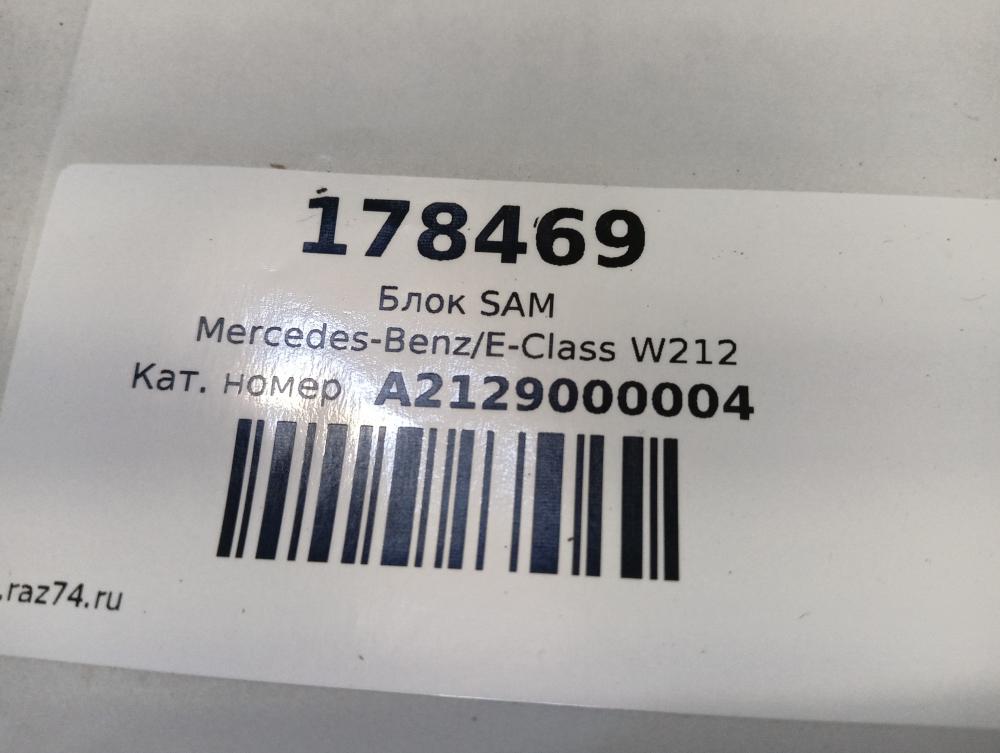 178469
Блок SAM
Mercedes-Benz/E-Class W212
Кат. номер A2129000004
.raz74.ru